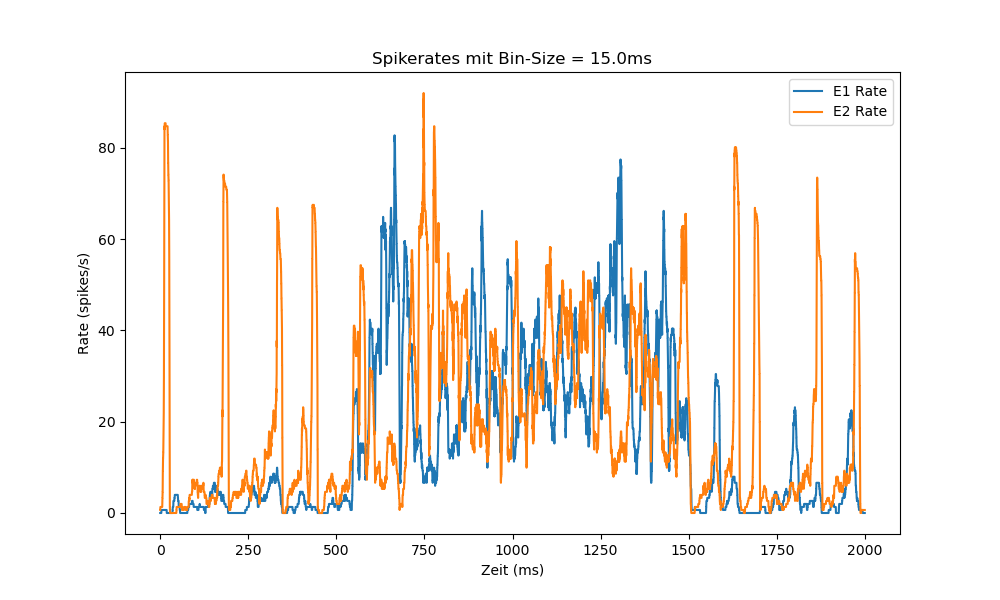 Spikerates mit Bin-Size = 15.0ms
E1 Rate
E2 Rate
Rate (spikes/s)
80
60
40
20
0
0 250 500 750 1000 1250 1500 1750 2000
Zeit (ms)